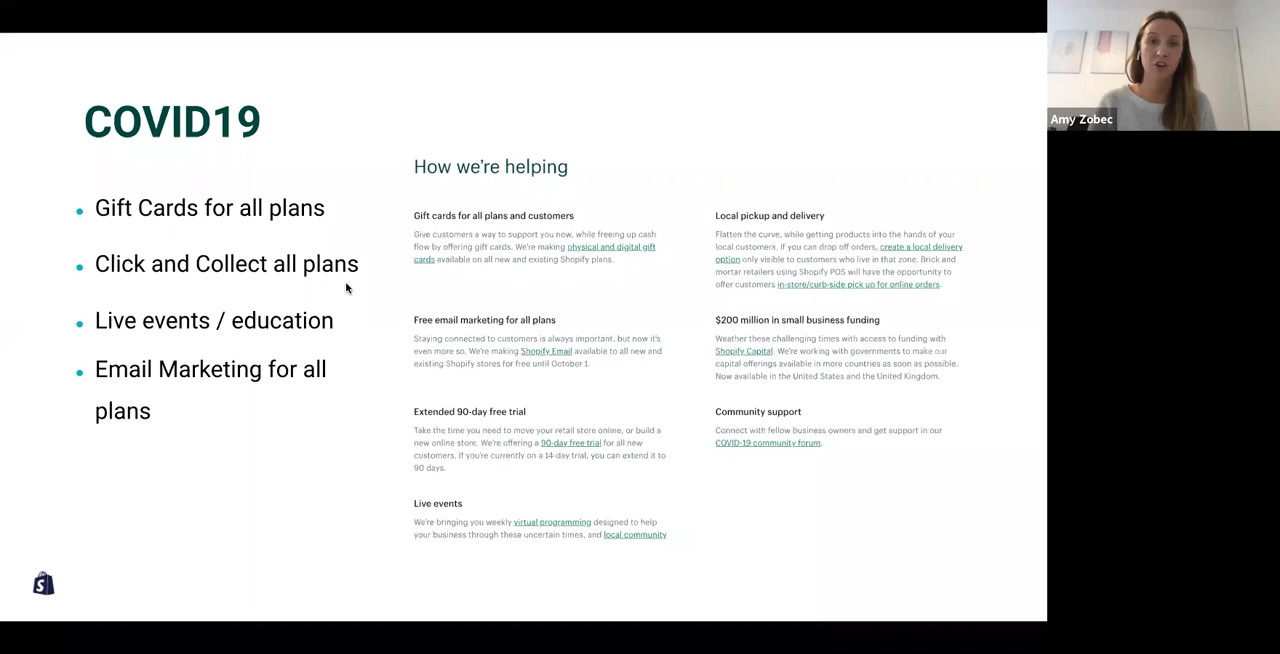 COVID19
Gift Cards for all plans
Click and Collect all plans
Live events / education
Email Marketing for all
plans
How we're helping
Gift cards for all plans and customers
Give customers a way to support you now, while freeing up cash
flow by offering gift cards. We're making physical and digital gift
cards available on all new and existing Shopify plans.
Free email marketing for all plans
Staying connected to customers is always important, but now it's
even more so. We're making Shopify Email available to all new and
existing Shopify stores for free until October 1.
Extended 90-day free trial
Take the time you need to move your retail store online, or build a
new online store. We're offering a 90-day free trial for all new
customers. If you're currently on a 14-day trial, you can extend it to
90 days.
Live events
We're bringing you weekly virtual programming designed to help
your business through these uncertain times, and local community
Local pickup and delivery
Flatten the curve, while getting products into the hands of your
local customers. If you can drop off orders, create a local delivery
option only visible to customers who live in that zone. Brick and
mortar retailers using Shopify POS will have the opportunity to
offer customers in-store/curb-side pick up for online orders.
$200 million in small business funding
Weather these challenging times with access to funding with
Shopify Capital. We're working with governments to make our
capital offerings available in more countries as soon as possible.
Now available in the United States and the United Kingdom.
Community support
Connect with fellow business owners and get support in our
COVID-19 community forum.
Amy Zobec